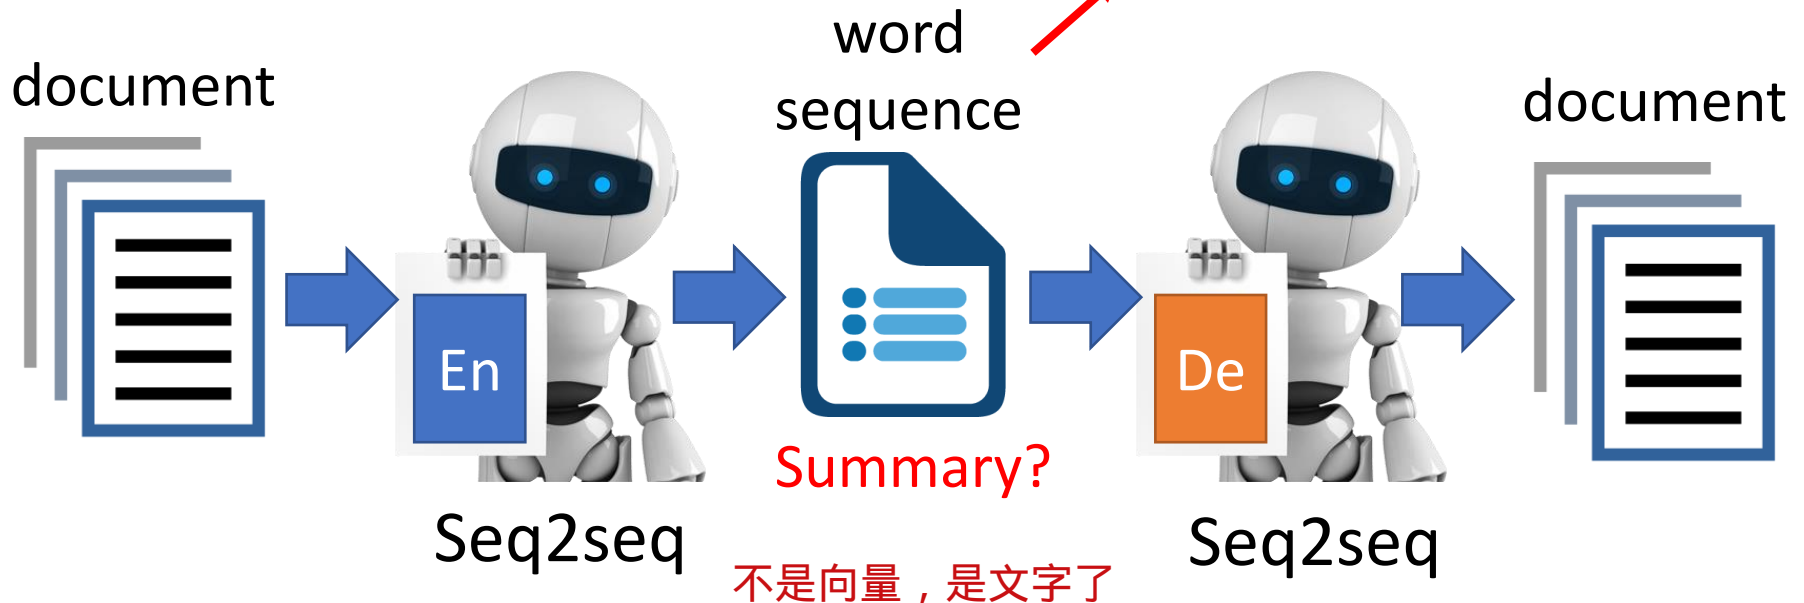 word
sequence
document
document
En
De
Summary?
Seq2seq
Seq2seq
不是向量，是文字了